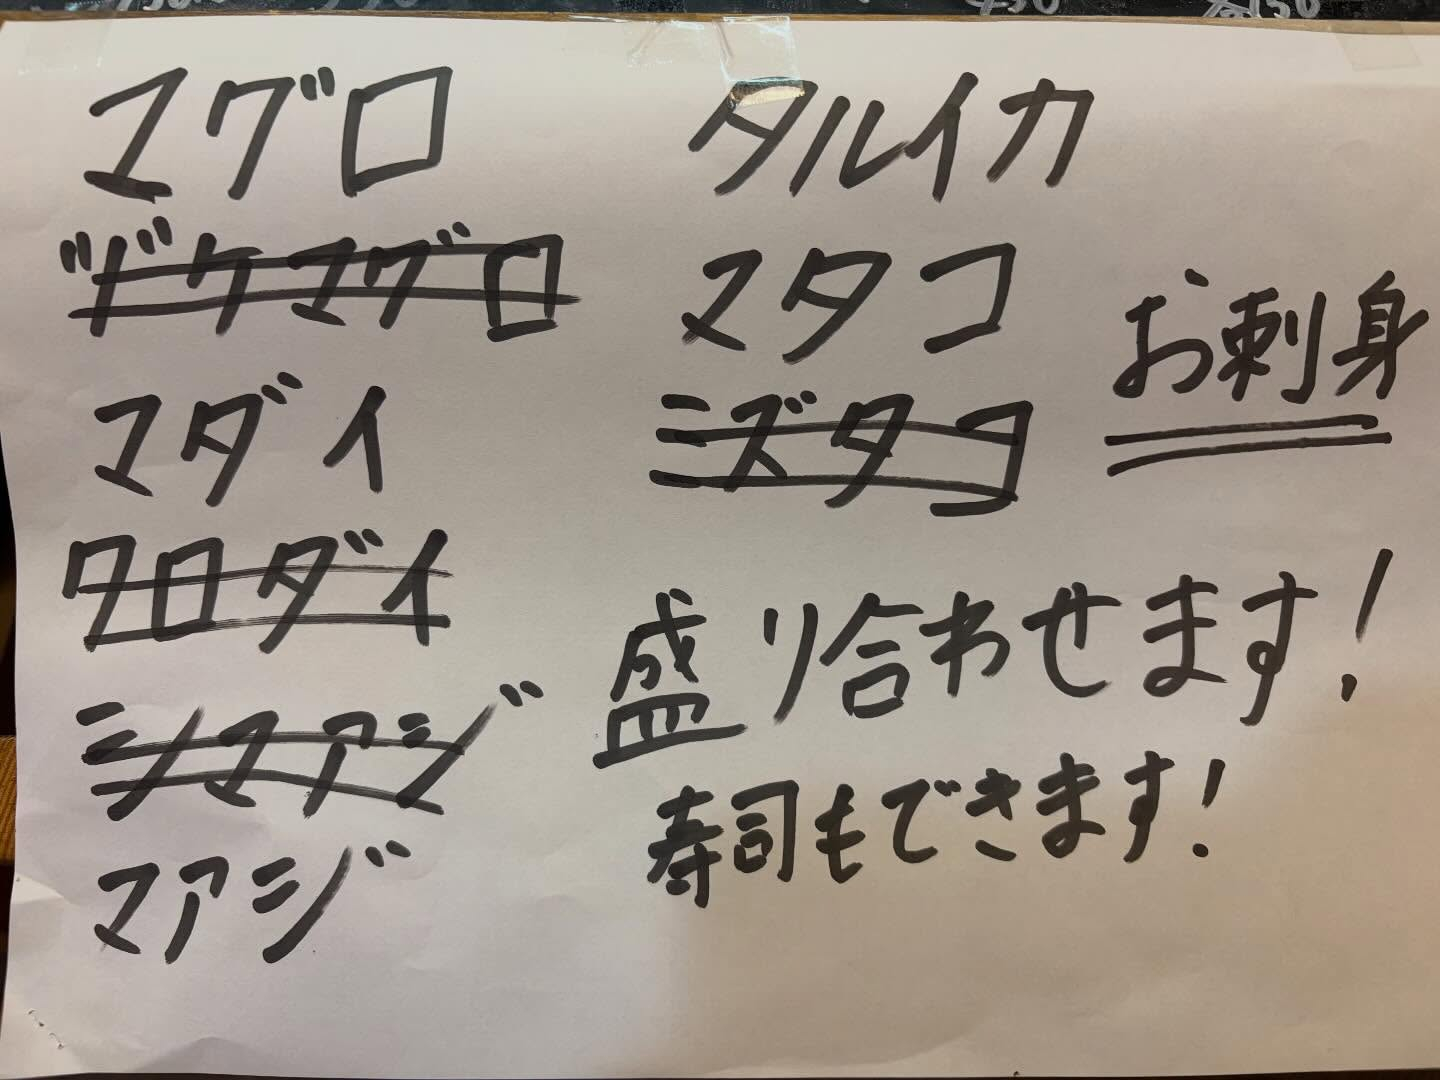 マグロ
ヅケマグロ
マダイ
クロダイ
シマアジ
マアジ
タルイカ
マタコ
ミズタコ
お刺身
盛り合わせます!
寿司もできます!